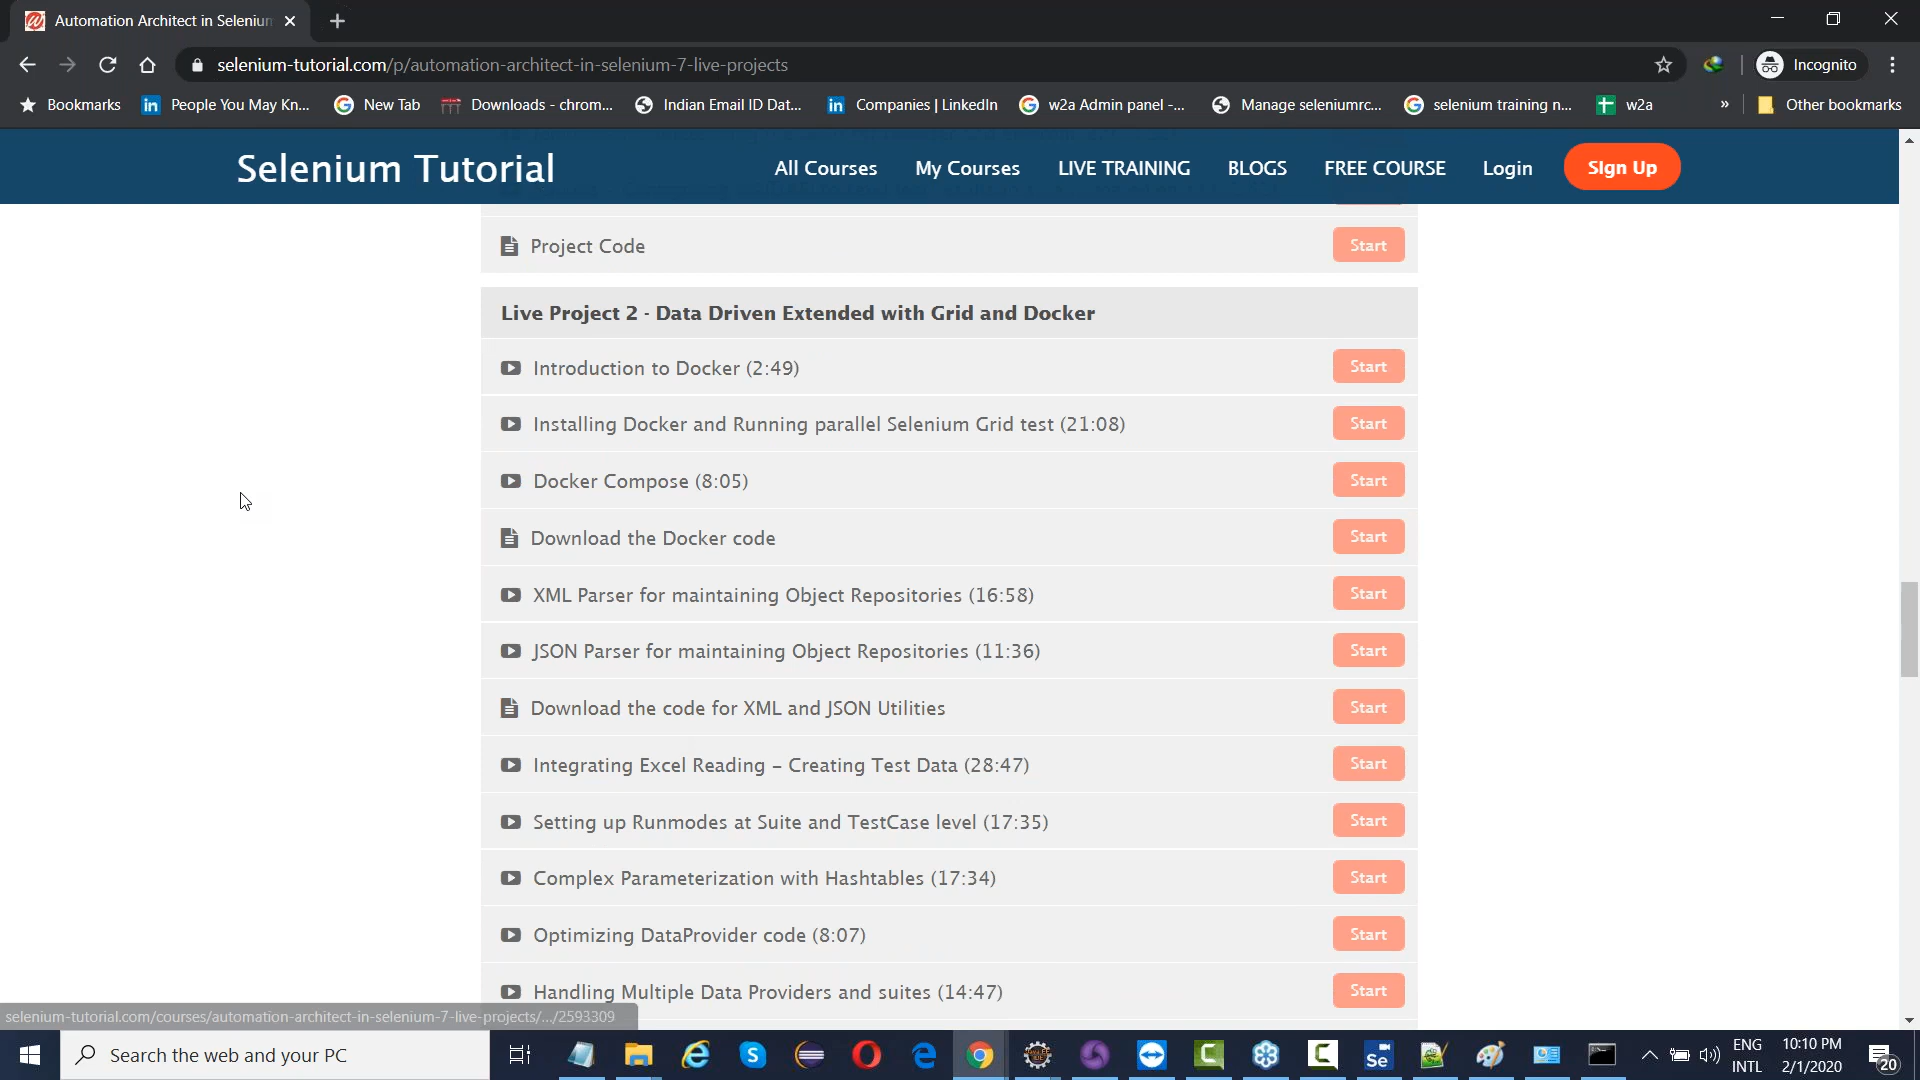 Automation Architect in Selenium
selenium-tutorial.com/p/automation-architect-in-selenium-7-live-projects
Incognito
Bookmarks
People You May Kn...
New Tab
Downloads - chrom...
Indian Email ID Dat...
Companies | LinkedIn
w2a Admin panel -...
Manage seleniumrc...
selenium training n...
w2a
»
Other bookmarks
Selenium Tutorial
All Courses
My Courses
LIVE TRAINING
BLOGS
FREE COURSE
Login
Sign Up
Project Code
Start
Live Project 2 - Data Driven Extended with Grid and Docker
Introduction to Docker (2:49)
Start
Installing Docker and Running parallel Selenium Grid test (21:08)
Start
Docker Compose (8:05)
Start
Download the Docker code
Start
XML Parser for maintaining Object Repositories (16:58)
Start
JSON Parser for maintaining Object Repositories (11:36)
Start
Download the code for XML and JSON Utilities
Start
Integrating Excel Reading – Creating Test Data (28:47)
Start
Setting up Runmodes at Suite and TestCase level (17:35)
Start
Complex Parameterization with Hashtables (17:34)
Start
Optimizing DataProvider code (8:07)
Start
Handling Multiple Data Providers and suites (14:47)
Start
selenium-tutorial.com/courses/automation-architect-in-selenium-7-live-projects/.../2593309
Search the web and your PC
Se
ENG
INTL
10:10 PM
2/1/2020
20